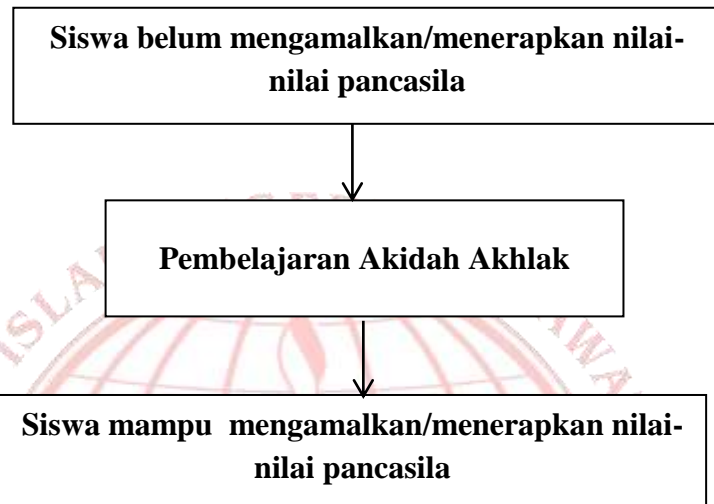 Siswa belum mengamalkan/menerapkan nilai-
nilai pancasila
Pembelajaran Akidah Akhlak
Siswa mampu mengamalkan/menerapkan nilai-
nilai pancasila